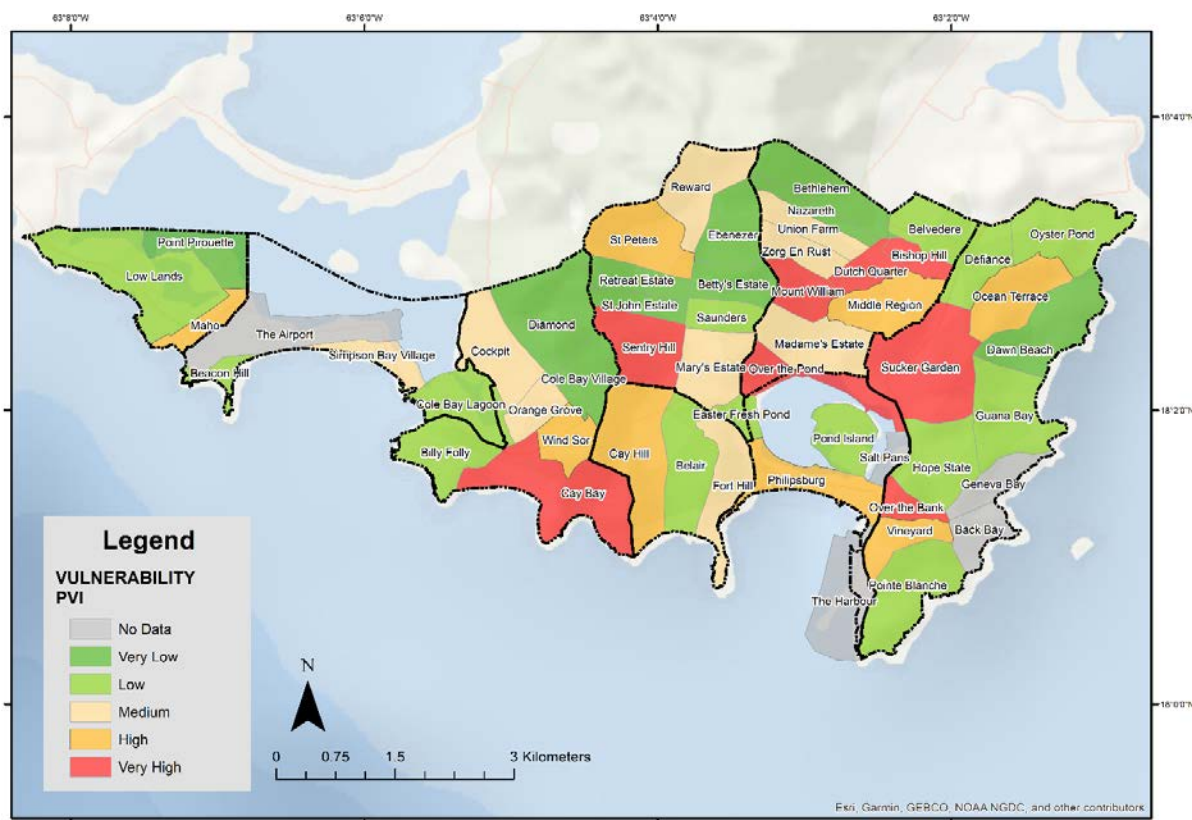 63°8'0"W 63°6'0"W 63°4'0"W 63°2'0"W
18°4'0"N
Reward
Bethlehem
Nazareth
Union Farm
Belvedere
Oyster Pond
Point Pirouette
St Peters
Ebenezer
Zorg En Rust
Bishop Hill
Defiance
Low Lands
Dutch Quarter
Retreat Estate
Betty's Estate
Mount William
Middle Region
Ocean Terrace
St John Estate
Saunders
Maho
The Airport
Diamond
Madame's Estate
Sentry Hill
Dawn Beach
Simpson Bay Village
Cockpit
Mary's Estate
Over the Pond
Sucker Garden
Beacon Hill
Cole Bay Village
Cole Bay Lagoon
Orange Grove
Easter Fresh Pond
Guana Bay
18°2'0"N
Wind Sor
Pond Island
Billy Folly
Cay Hill
Belair
Salt Pans
Hope State
Philipsburg
Fort Hill
Geneva Bay
Cay Bay
Over the Bank
Vineyard
Back Bay
Pointe Blanche
The Harbour
Legend
VULNERABILITY
PVI
No Data
Very Low
Low
Medium
High
Very High
N
0 0.75 1.5 3 Kilometers
Esri, Garmin, GEBCO, NOAA NGDC, and other contributors